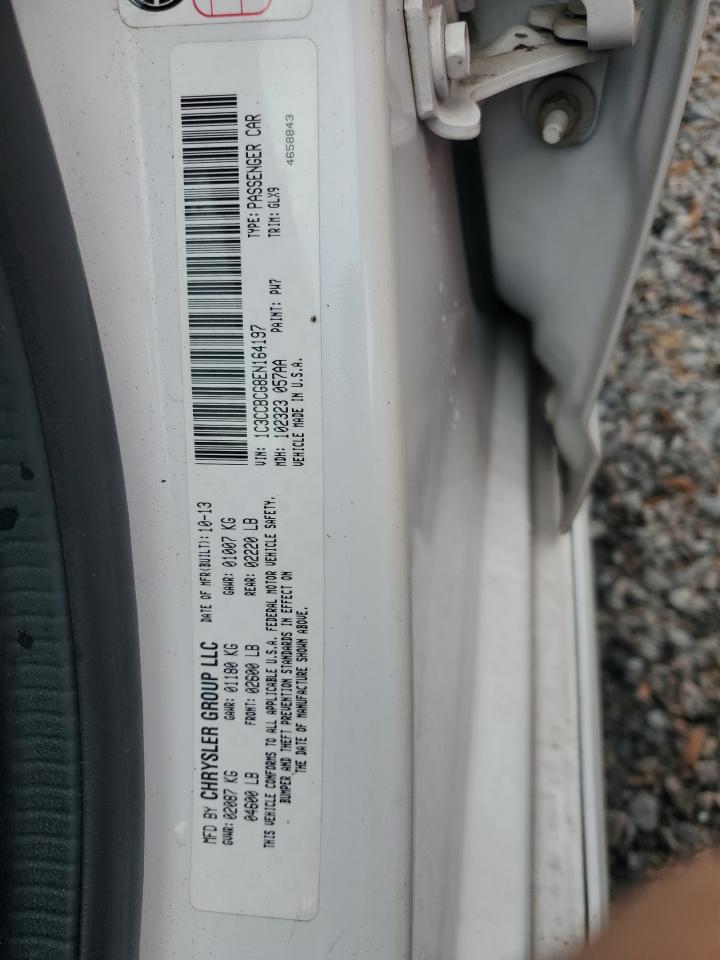 MFD BY CHRYSLER GROUP LLC DATE OF MFR(BUILT): 10-13
GVWR: 02087 KG GAWR: 01180 KG GAWR: 01007 KG
04600 LB FRONT: 02600 LB REAR: 02220 LB
THIS VEHICLE CONFORMS TO ALL APPLICABLE U.S.A. FEDERAL MOTOR VEHICLE SAFETY,
BUMPER AND THEFT PREVENTION STANDARDS IN EFFECT ON
THE DATE OF MANUFACTURE SHOWN ABOVE.
VIN: 1C3CCBCG8EN164197 TYPE: PASSENGER CAR
MDH: 102323 057AA PAINT: PW7 TRIM: GLX9
VEHICLE MADE IN U.S.A. 4658843